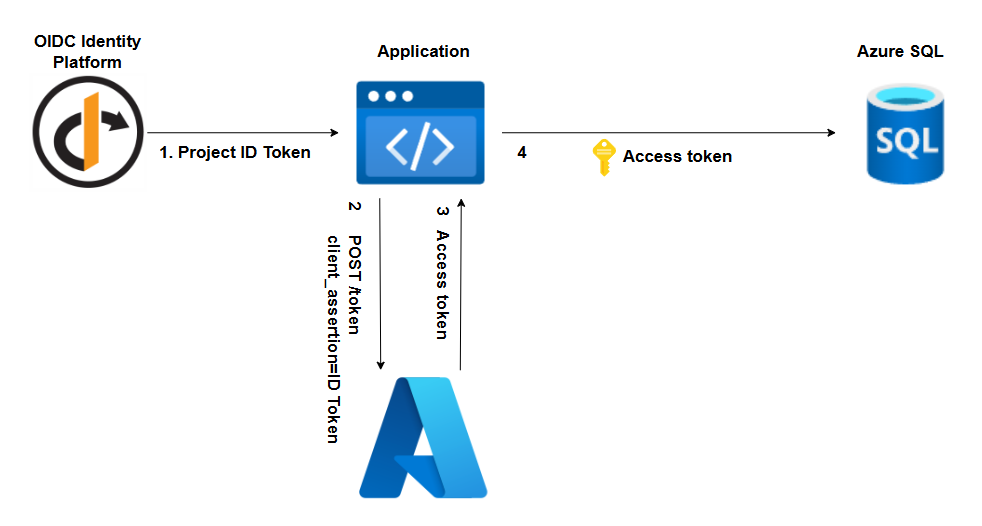 OIDC Identity
Platform
Application
Azure SQL
</>
SQL
1. Project ID Token
4
Access token
2 POST /token
client_assertion=ID Token
3 Access token